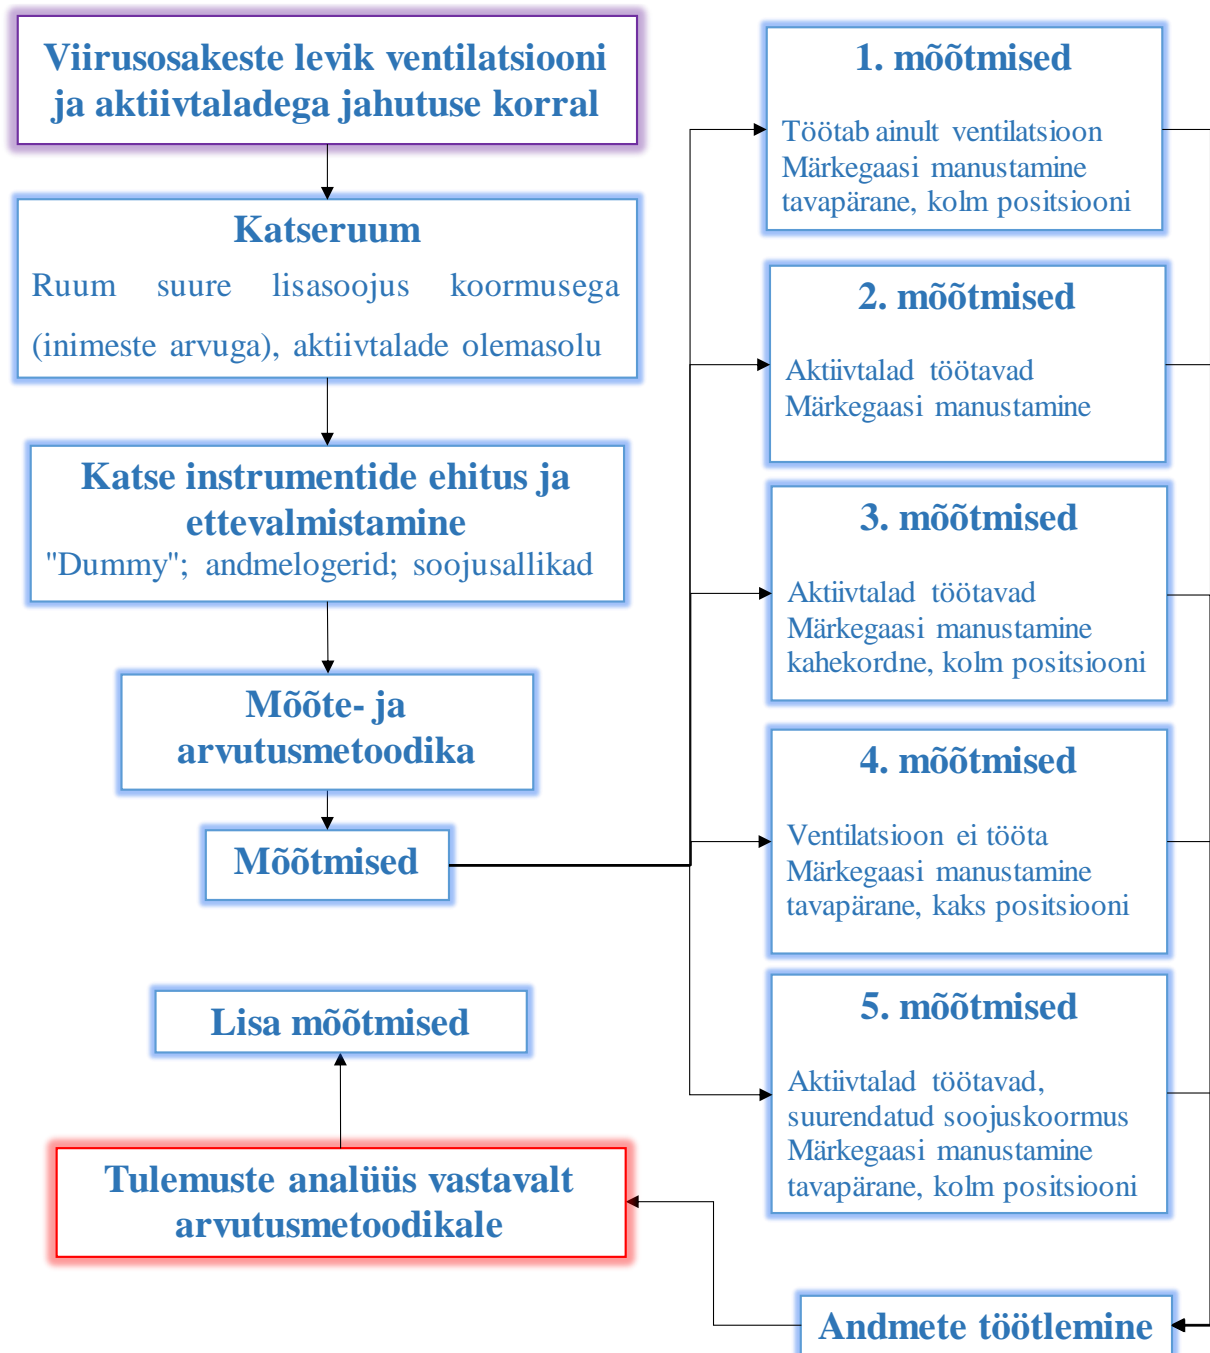 Viirusosakeste levik ventilatsiooni
ja aktiivtaladega jahutuse korral
Katseruum
Ruum suure lisasoojus koormusega
(inimeste arvuga), aktiivtalade olemasolu
Katse instrumentide ehitus ja
ettevalmistamine
"Dummy"; andmelogerid; soojusallikad
Mõõte- ja
arvutusmetoodika
Mõõtmised
1. mõõtmised
Töötab ainult ventilatsioon
Märkegaasi manustamine
tavapärane, kolm positsiooni
2. mõõtmised
Aktiivtalad töötavad
Märkegaasi manustamine
3. mõõtmised
Aktiivtalad töötavad
Märkegaasi manustamine
kahekordne, kolm positsiooni
4. mõõtmised
Ventilatsioon ei tööta
Märkegaasi manustamine
tavapärane, kaks positsiooni
5. mõõtmised
Aktiivtalad töötavad,
suurendatud soojuskoormus
Märkegaasi manustamine
tavapärane, kolm positsiooni
Andmete töötlemine
Tulemuste analüüs vastavalt
arvutusmetoodikale
Lisa mõõtmised